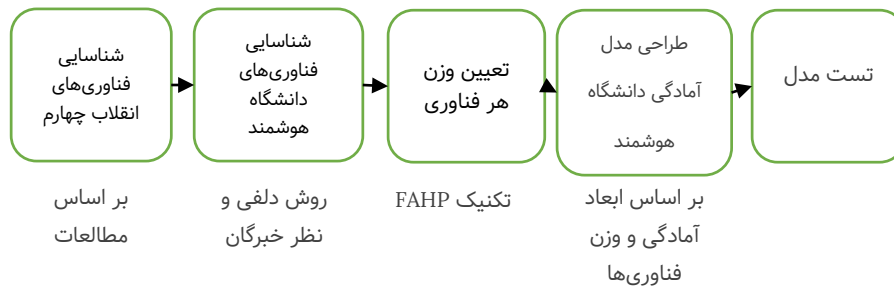 شناسایی
فناوری‌های
انقلاب چهارم
شناسایی
فناوری‌های
دانشگاه
هوشمند
تعیین وزن
هر فناوری
طراحی مدل
آمادگی دانشگاه
هوشمند
تست مدل
بر اساس
مطالعات
روش دلفی و
نظر خبرگان
تکنیک FAHP
بر اساس ابعاد
آمادگی و وزن
فناوری‌ها